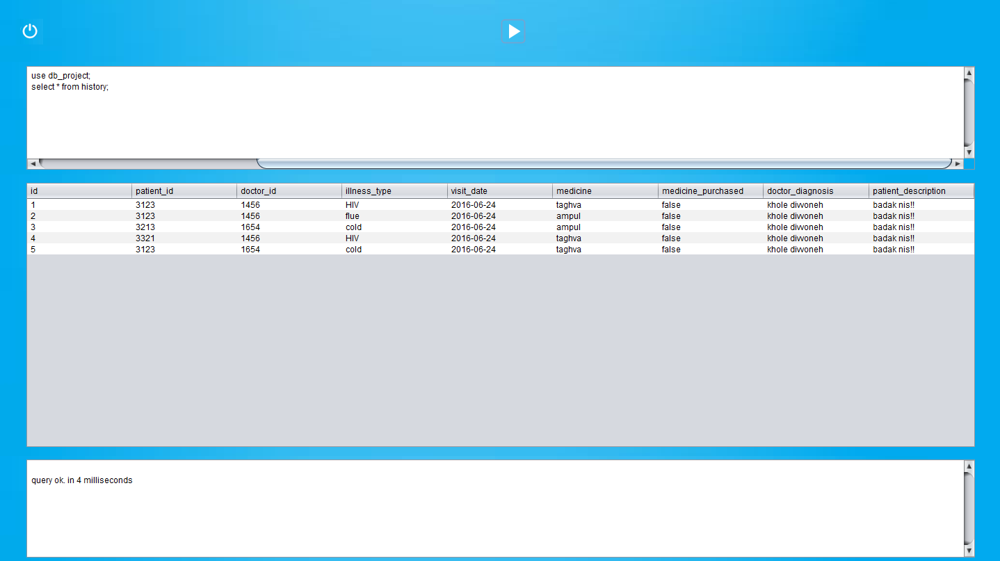 use db_project;
select * from history;
id patient_id doctor_id illness_type visit_date medicine medicine_purchased doctor_diagnosis patient_description
1 3123 1456 HIV 2016-06-24 taghva false khole diwoneh badak nis!!
2 3123 1456 flue 2016-06-24 ampul false khole diwoneh badak nis!!
3 3213 1654 cold 2016-06-24 ampul false khole diwoneh badak nis!!
4 3321 1456 HIV 2016-06-24 taghva false khole diwoneh badak nis!!
5 3123 1654 cold 2016-06-24 taghva false khole diwoneh badak nis!!
query ok. in 4 milliseconds